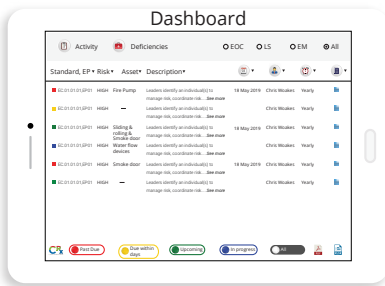 Dashboard
Activity Deficiencies EOC LS EM All
Standard, EP Risk Asset Description
EC.01.01.01,EP01 HIGH Fire Pump Leaders identify an individual(s) to manage risk, coordinate risk...See more 18 May 2019 Chris Woakes Yearly
EC.01.01.01,EP01 HIGH — Leaders identify an individual(s) to manage risk, coordinate risk ...See more Chris Woakes Yearly
EC.01.01.01,EP01 HIGH Sliding & rolling & Smoke door Leaders identify an individual(s) to manage risk, coordinate risk ...See more 18 May 2019 Chris Woakes Yearly
EC.01.01.01,EP01 HIGH Water flow devices Leaders identify an individual(s) to manage risk, coordinate risk ...See more Chris Woakes Yearly
EC.01.01.01,EP01 HIGH Smoke door Leaders identify an individual(s) to manage risk, coordinate risk ...See more 18 May 2019 Chris Woakes Yearly
EC.01.01.01,EP01 HIGH — Leaders identify an individual(s) to manage risk, coordinate risk ...See more Chris Woakes Yearly
Past Due Due within days Upcoming In progress All